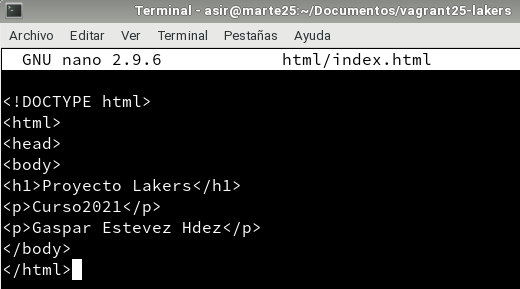 Terminal - asir@marte25:~/Documentos/vagrant25-lakers
Archivo Editar Ver Terminal Pestañas Ayuda
GNU nano 2.9.6 html/index.html
<!DOCTYPE html>
<html>
<head>
<body>
<h1>Proyecto Lakers</h1>
<p>Curso2021</p>
<p>Gaspar Estevez Hdez</p>
</body>
</html>